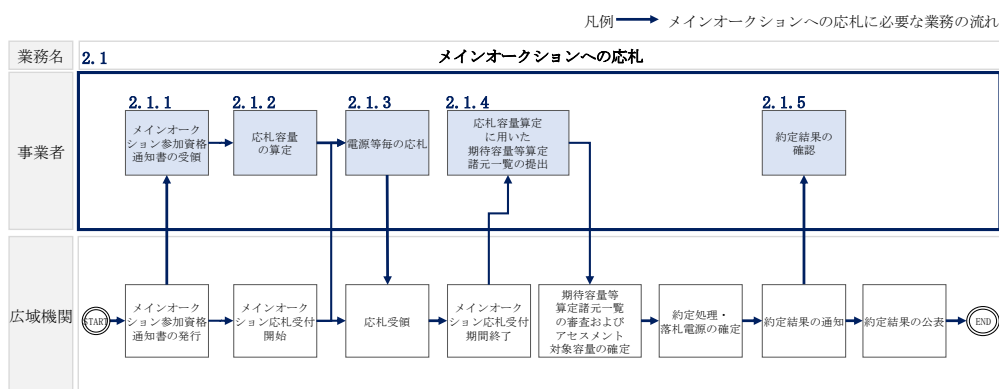 凡例 メインオークションへの応札に必要な業務の流れ
業務名
2.1
メインオークションへの応札
事業者
2.1.1
メインオーク
ション参加資格
通知書の受領
2.1.2
応札容量
の算定
2.1.3
電源等毎の応札
2.1.4
応札容量算定
に用いた
期待容量等算定
諸元一覧の提出
2.1.5
約定結果の
確認
広域機関
START
メインオーク
ション参加資格
通知書の発行
メインオーク
ション応札受付
開始
応札受領
メインオーク
ション応札受付
期間終了
期待容量等
算定諸元一覧
の審査および
アセスメント
対象容量の確定
約定処理・
落札電源の確定
約定結果の通知
約定結果の公表
END